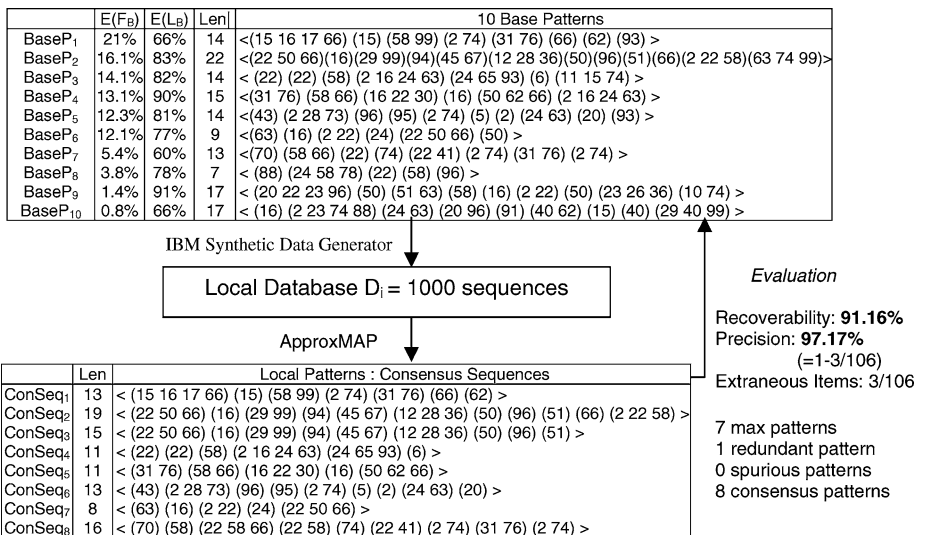 E(F_B) E(L_B) Len 10 Base Patterns
BaseP1 21% 66% 14 <(15 16 17 66) (15) (58 99) (2 74) (31 76) (66) (62) (93) >
BaseP2 16.1% 83% 22 <(22 50 66)(16)(29 99)(94)(45 67)(12 28 36)(50)(96)(51)(66)(2 22 58)(63 74 99)>
BaseP3 14.1% 82% 14 < (22) (22) (58) (2 16 24 63) (24 65 93) (6) (11 15 74) >
BaseP4 13.1% 90% 15 <(31 76) (58 66) (16 22 30) (16) (50 62 66) (2 16 24 63) >
BaseP5 12.3% 81% 14 <(43) (2 28 73) (96) (95) (2 74) (5) (2) (24 63) (20) (93) >
BaseP6 12.1% 77% 9 <(63) (16) (2 22) (24) (22 50 66) (50) >
BaseP7 5.4% 60% 13 <(70) (58 66) (22) (74) (22 41) (2 74) (31 76) (2 74) >
BaseP8 3.8% 78% 7 < (88) (24 58 78) (22) (58) (96) >
BaseP9 1.4% 91% 17 < (20 22 23 96) (50) (51 63) (58) (16) (2 22) (50) (23 26 36) (10 74) >
BaseP10 0.8% 66% 17 < (16) (2 23 74 88) (24 63) (20 96) (91) (40 62) (15) (40) (29 40 99) >
IBM Synthetic Data Generator
Local Database Di = 1000 sequences
ApproxMAP
Evaluation
Recoverability: 91.16%
Precision: 97.17%
(=1-3/106)
Extraneous Items: 3/106
7 max patterns
1 redundant pattern
0 spurious patterns
8 consensus patterns
Len Local Patterns : Consensus Sequences
ConSeq1 13 < (15 16 17 66) (15) (58 99) (2 74) (31 76) (66) (62) >
ConSeq2 19 < (22 50 66) (16) (29 99) (94) (45 67) (12 28 36) (50) (96) (51) (66) (2 22 58) >
ConSeq3 15 < (22 50 66) (16) (29 99) (94) (45 67) (12 28 36) (50) (96) (51) >
ConSeq4 11 < (22) (22) (58) (2 16 24 63) (24 65 93) (6) >
ConSeq5 11 < (31 76) (58 66) (16 22 30) (16) (50 62 66) >
ConSeq6 13 < (43) (2 28 73) (96) (95) (2 74) (5) (2) (24 63) (20) >
ConSeq7 8 < (63) (16) (2 22) (24) (22 50 66) >
ConSeq8 16 < (70) (58) (22 58 66) (22 58) (74) (22 41) (2 74) (31 76) (2 74) >